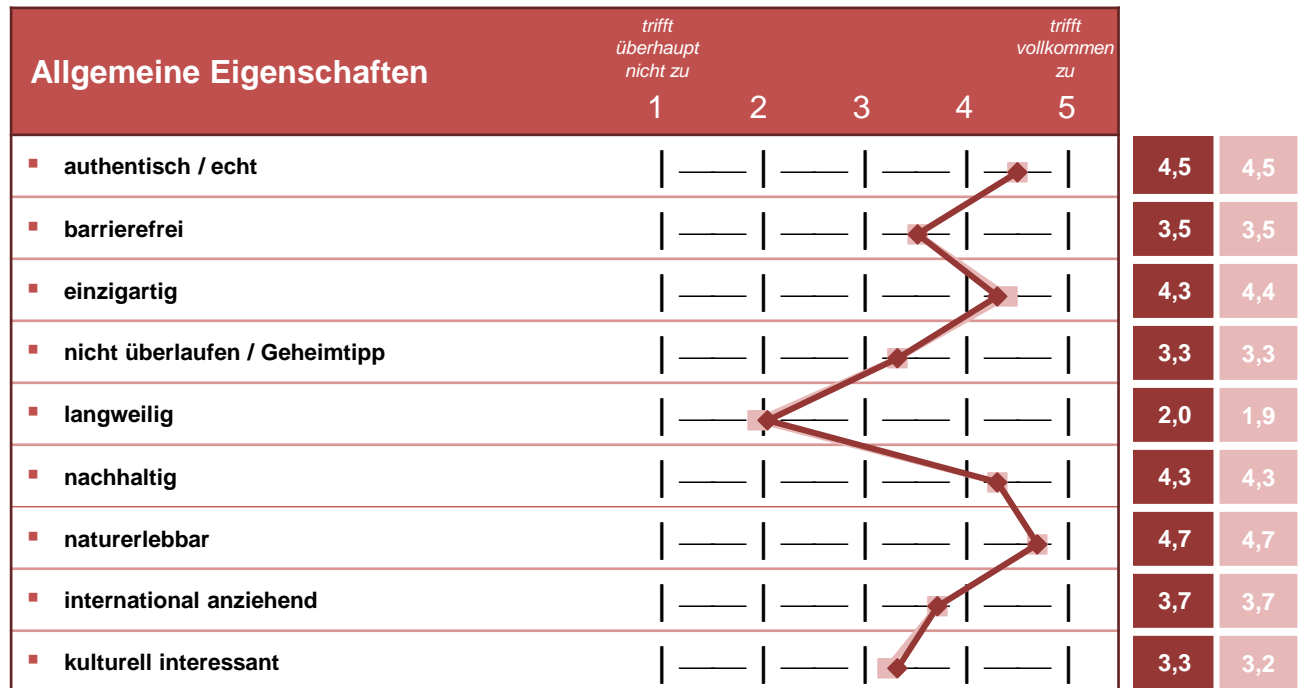 trifft
überhaupt
nicht zu
trifft
vollkommen
zu
Allgemeine Eigenschaften
1 2 3 4 5
authentisch / echt 4,5 4,5
barrierefrei 3,5 3,5
einzigartig 4,3 4,4
nicht überlaufen / Geheimtipp 3,3 3,3
langweilig 2,0 1,9
nachhaltig 4,3 4,3
naturerlebbar 4,7 4,7
international anziehend 3,7 3,7
kulturell interessant 3,3 3,2